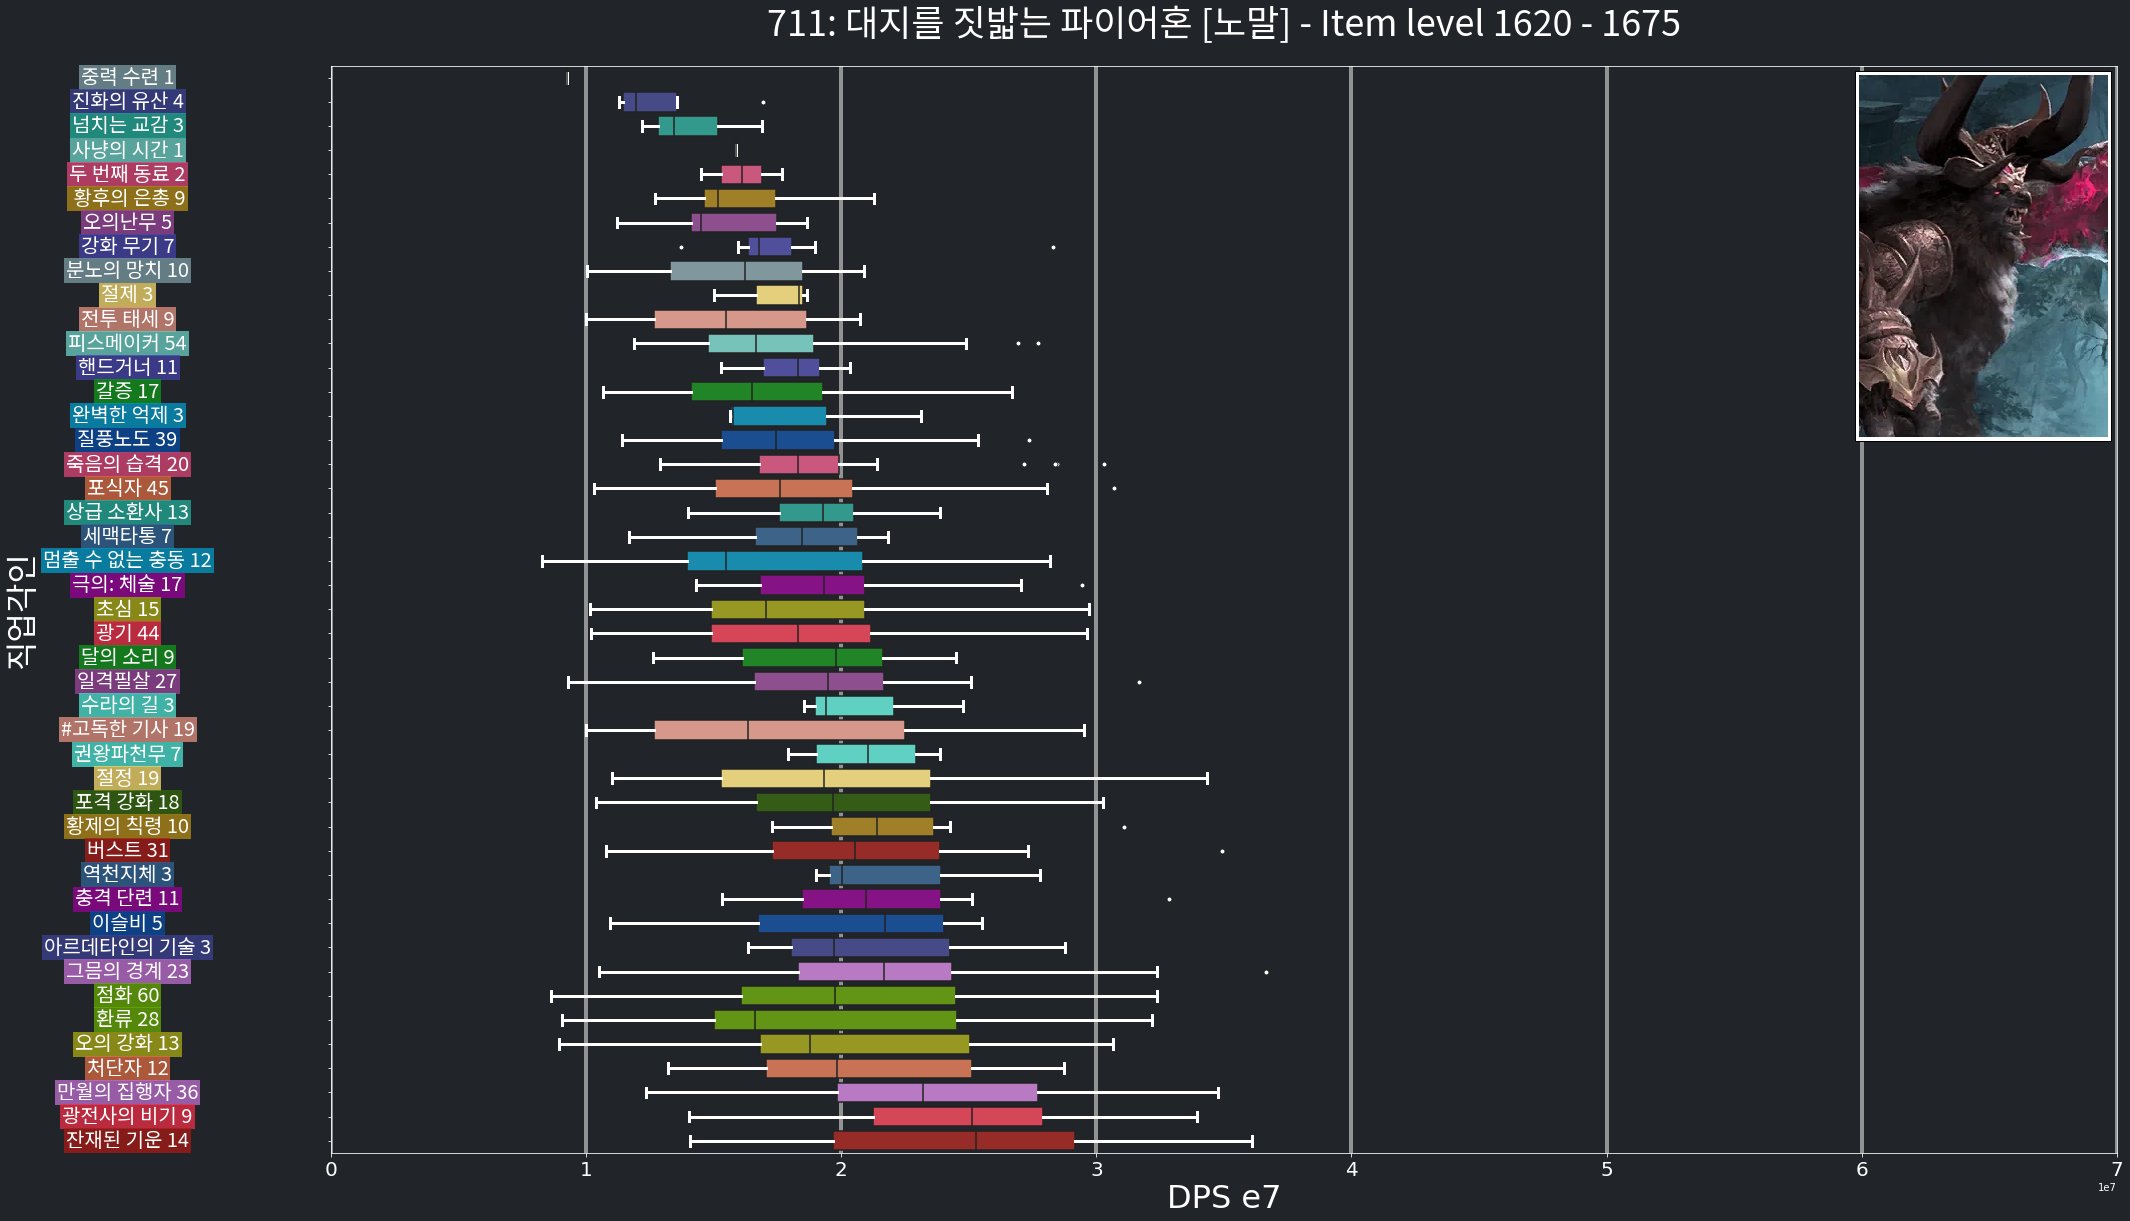 711: 대지를 짓밟는 파이어혼 [노말] - Item level 1620 - 1675
직업각인
중력 수련 1
진화의 유산 4
넘치는 교감 3
사냥의 시간 1
두 번째 동료 2
황후의 은총 9
오의난무 5
강화 무기 7
분노의 망치 10
절제 3
전투 태세 9
피스메이커 54
핸드거너 11
갈증 17
완벽한 억제 3
질풍노도 39
죽음의 습격 20
포식자 45
상급 소환사 13
세맥타통 7
멈출 수 없는 충동 12
극의: 체술 17
초심 15
광기 44
달의 소리 9
일격필살 27
수라의 길 3
#고독한 기사 19
권왕파천무 7
절정 19
포격 강화 18
황제의 칙령 10
버스트 31
역천지체 3
충격 단련 11
이슬비 5
아르데타인의 기술 3
그믐의 경계 23
점화 60
환류 28
오의 강화 13
처단자 12
만월의 집행자 36
광전사의 비기 9
잔재된 기운 14
0 1 2 3 4 5 6 7
1e7
DPS e7